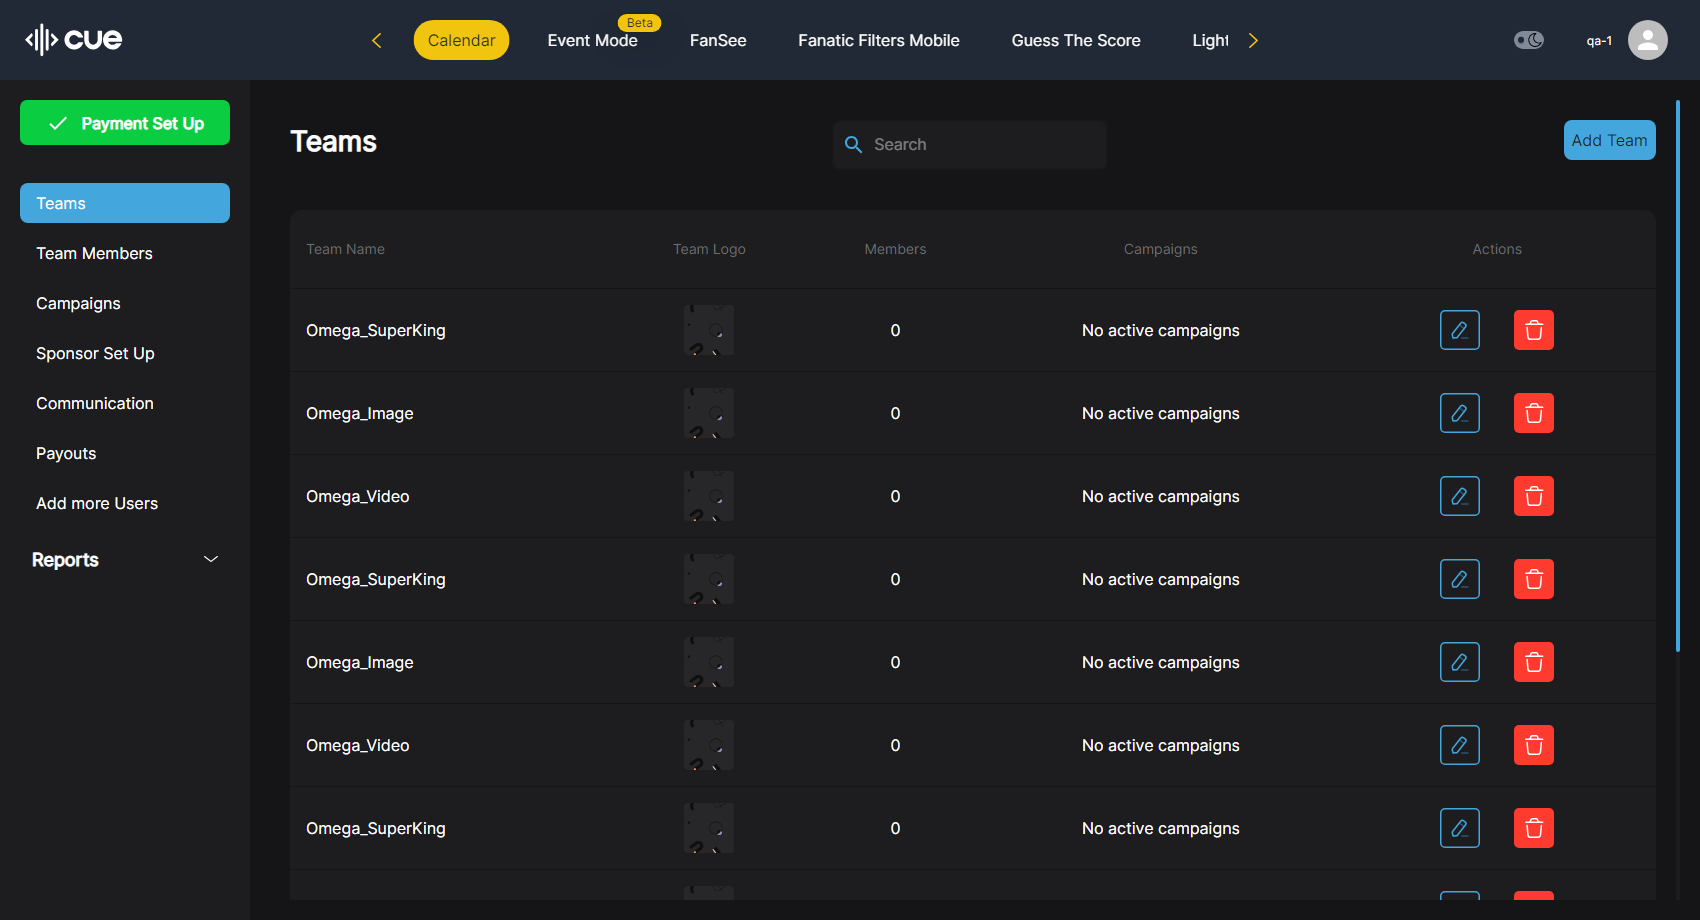 cue
Calendar
Event Mode
Beta
FanSee
Fanatic Filters Mobile
Guess The Score
Light
qa-1
Payment Set Up
Teams
Team Members
Campaigns
Sponsor Set Up
Communication
Payouts
Add more Users
Reports
Teams
Search
Add Team
Team Name Team Logo Members Campaigns Actions
Omega_SuperKing 0 No active campaigns
Omega_Image 0 No active campaigns
Omega_Video 0 No active campaigns
Omega_SuperKing 0 No active campaigns
Omega_Image 0 No active campaigns
Omega_Video 0 No active campaigns
Omega_SuperKing 0 No active campaigns